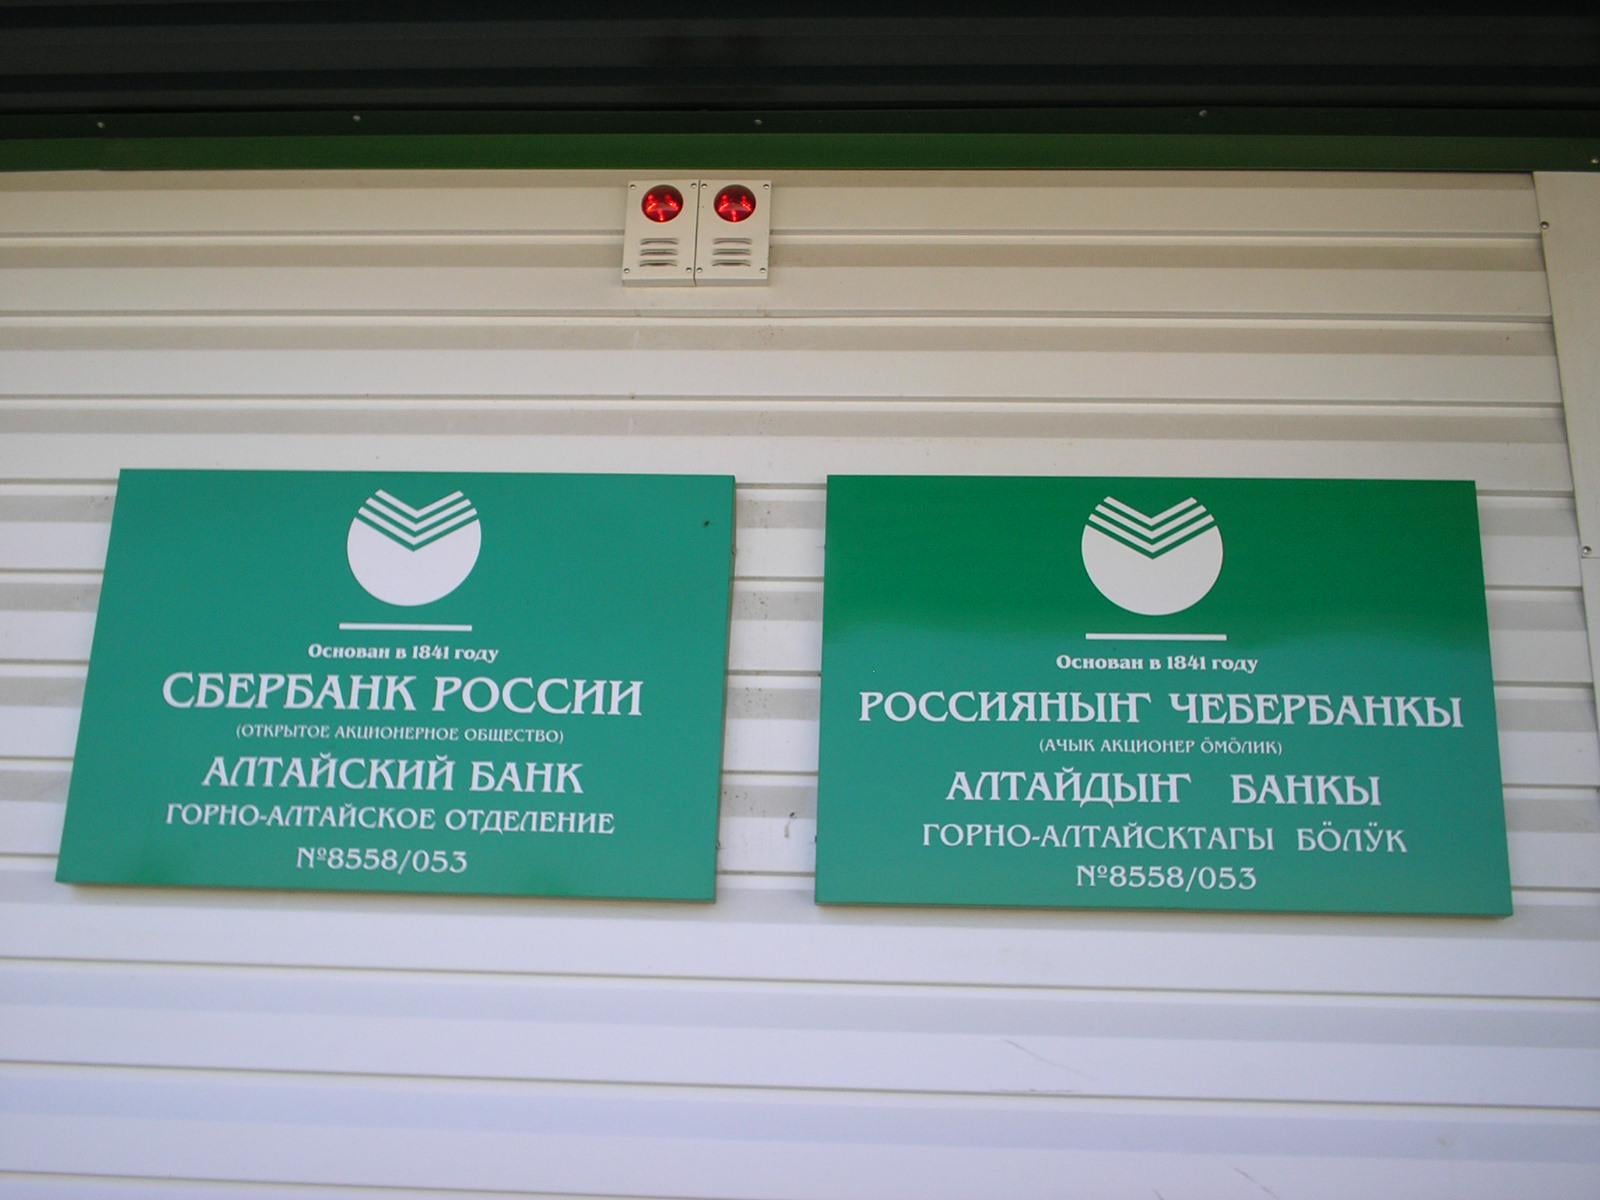 Основан в 1841 году
СБЕРБАНК РОССИИ
(ОТКРЫТОЕ АКЦИОНЕРНОЕ ОБЩЕСТВО)
АЛТАЙСКИЙ БАНК
ГОРНО-АЛТАЙСКОЕ ОТДЕЛЕНИЕ
№8558/053
Основан в 1841 году
РОССИЯНЫҤ ЧЕБЕРБАНКЫ
(АЧЫК АКЦИОНЕР ӦМӦЛИК)
АЛТАЙДЫҤ БАНКЫ
ГОРНО-АЛТАЙСКТАГЫ БӦЛӰК
№8558/053